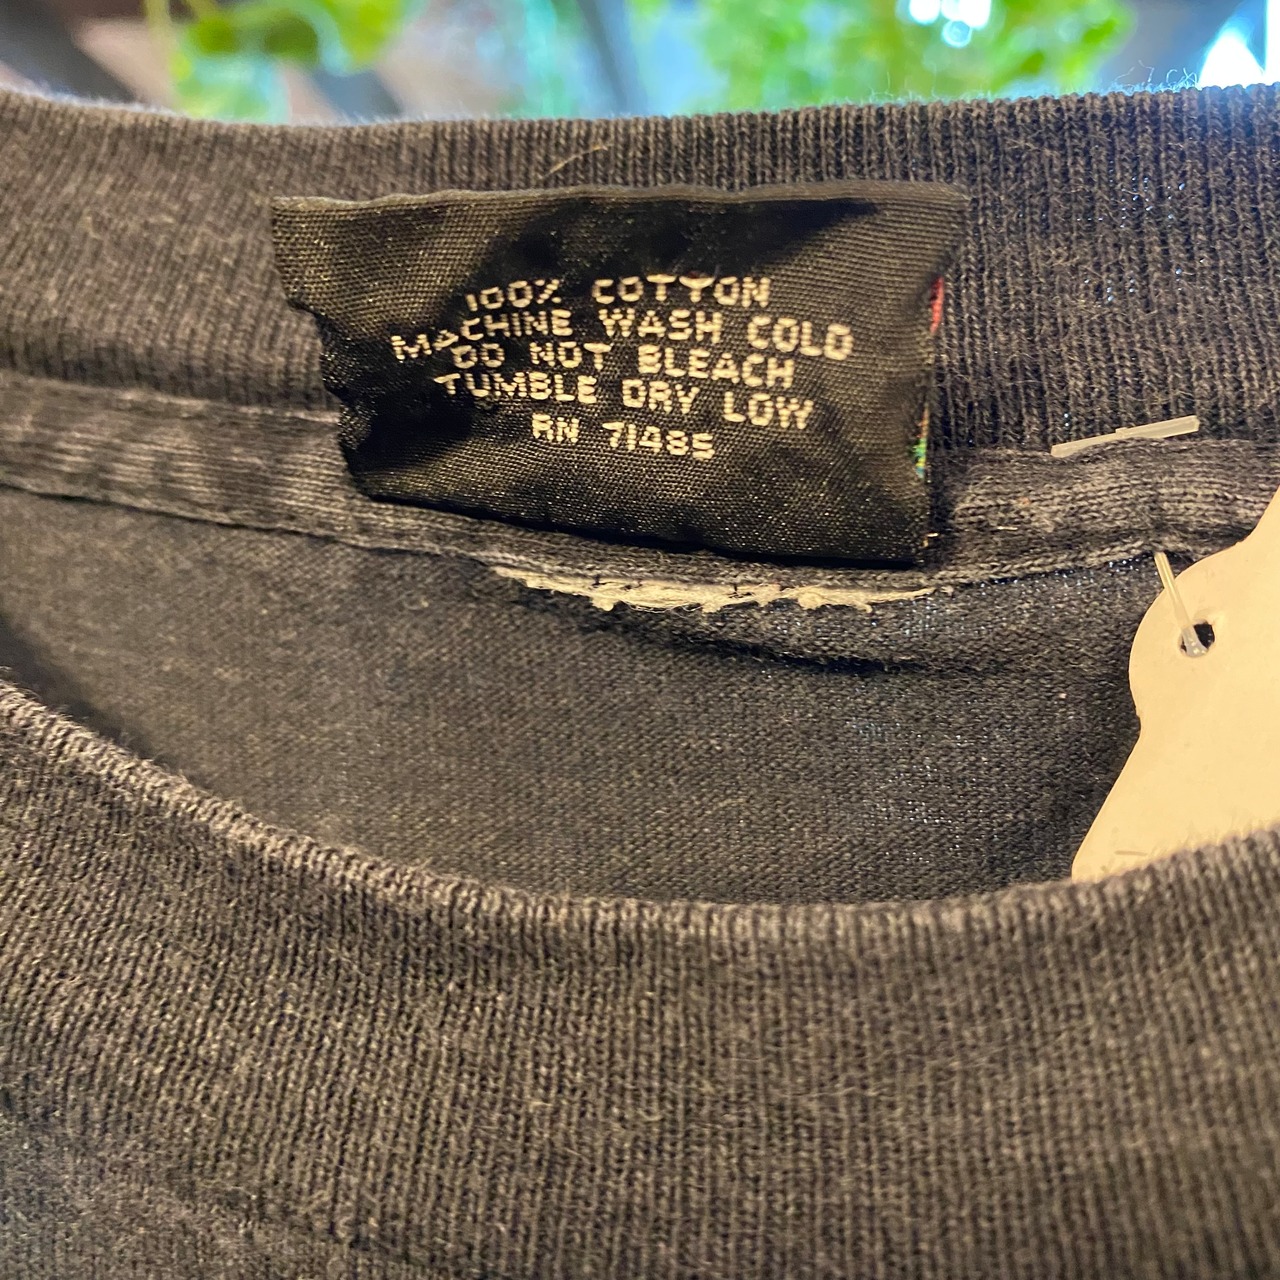 100% COTTON
MACHINE WASH COLD
DO NOT BLEACH
TUMBLE DRY LOW
RN 71485